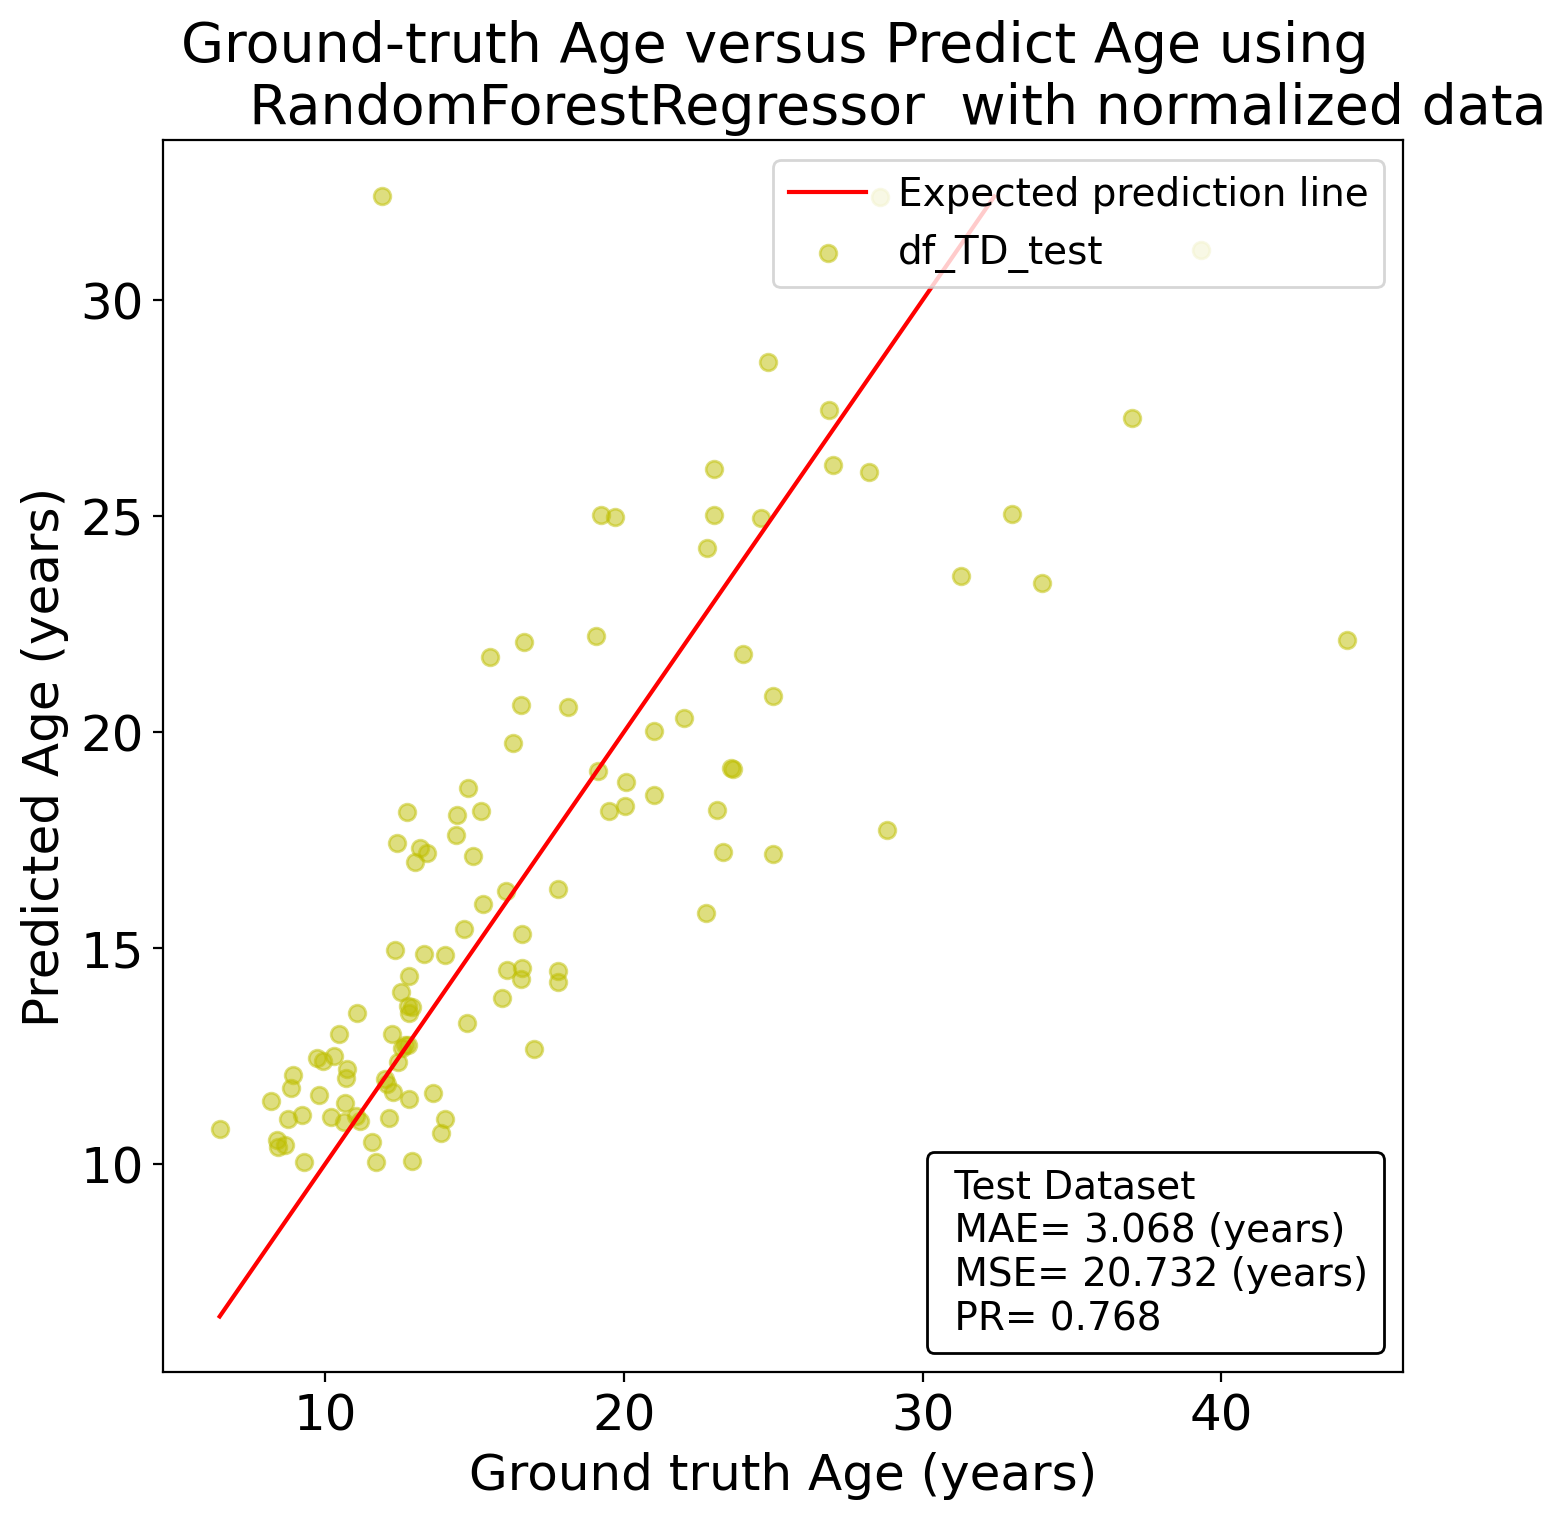 Ground-truth Age versus Predict Age using
RandomForestRegressor  with normalized data
Expected prediction line
df_TD_test
30
25
20
15
10
Predicted Age (years)
Test Dataset
MAE= 3.068 (years)
MSE= 20.732 (years)
PR= 0.768
10
20
30
40
Ground truth Age (years)